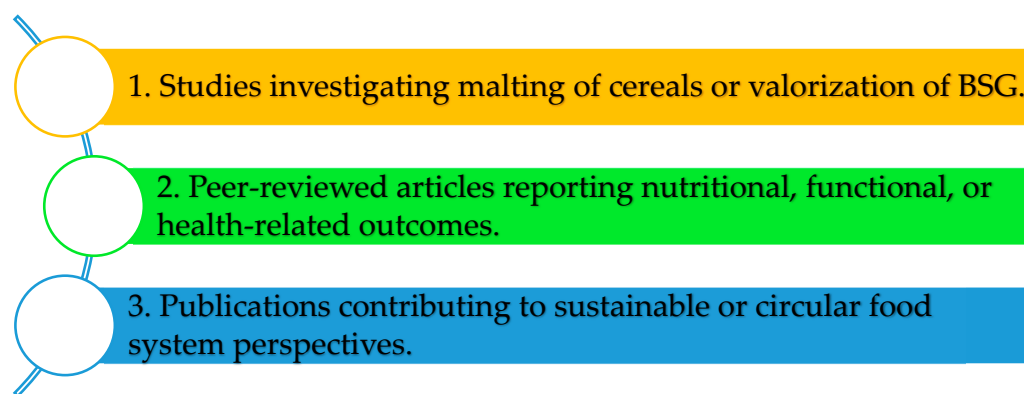 1. Studies investigating malting of cereals or valorization of BSG.
2. Peer-reviewed articles reporting nutritional, functional, or
health-related outcomes.
3. Publications contributing to sustainable or circular food
system perspectives.